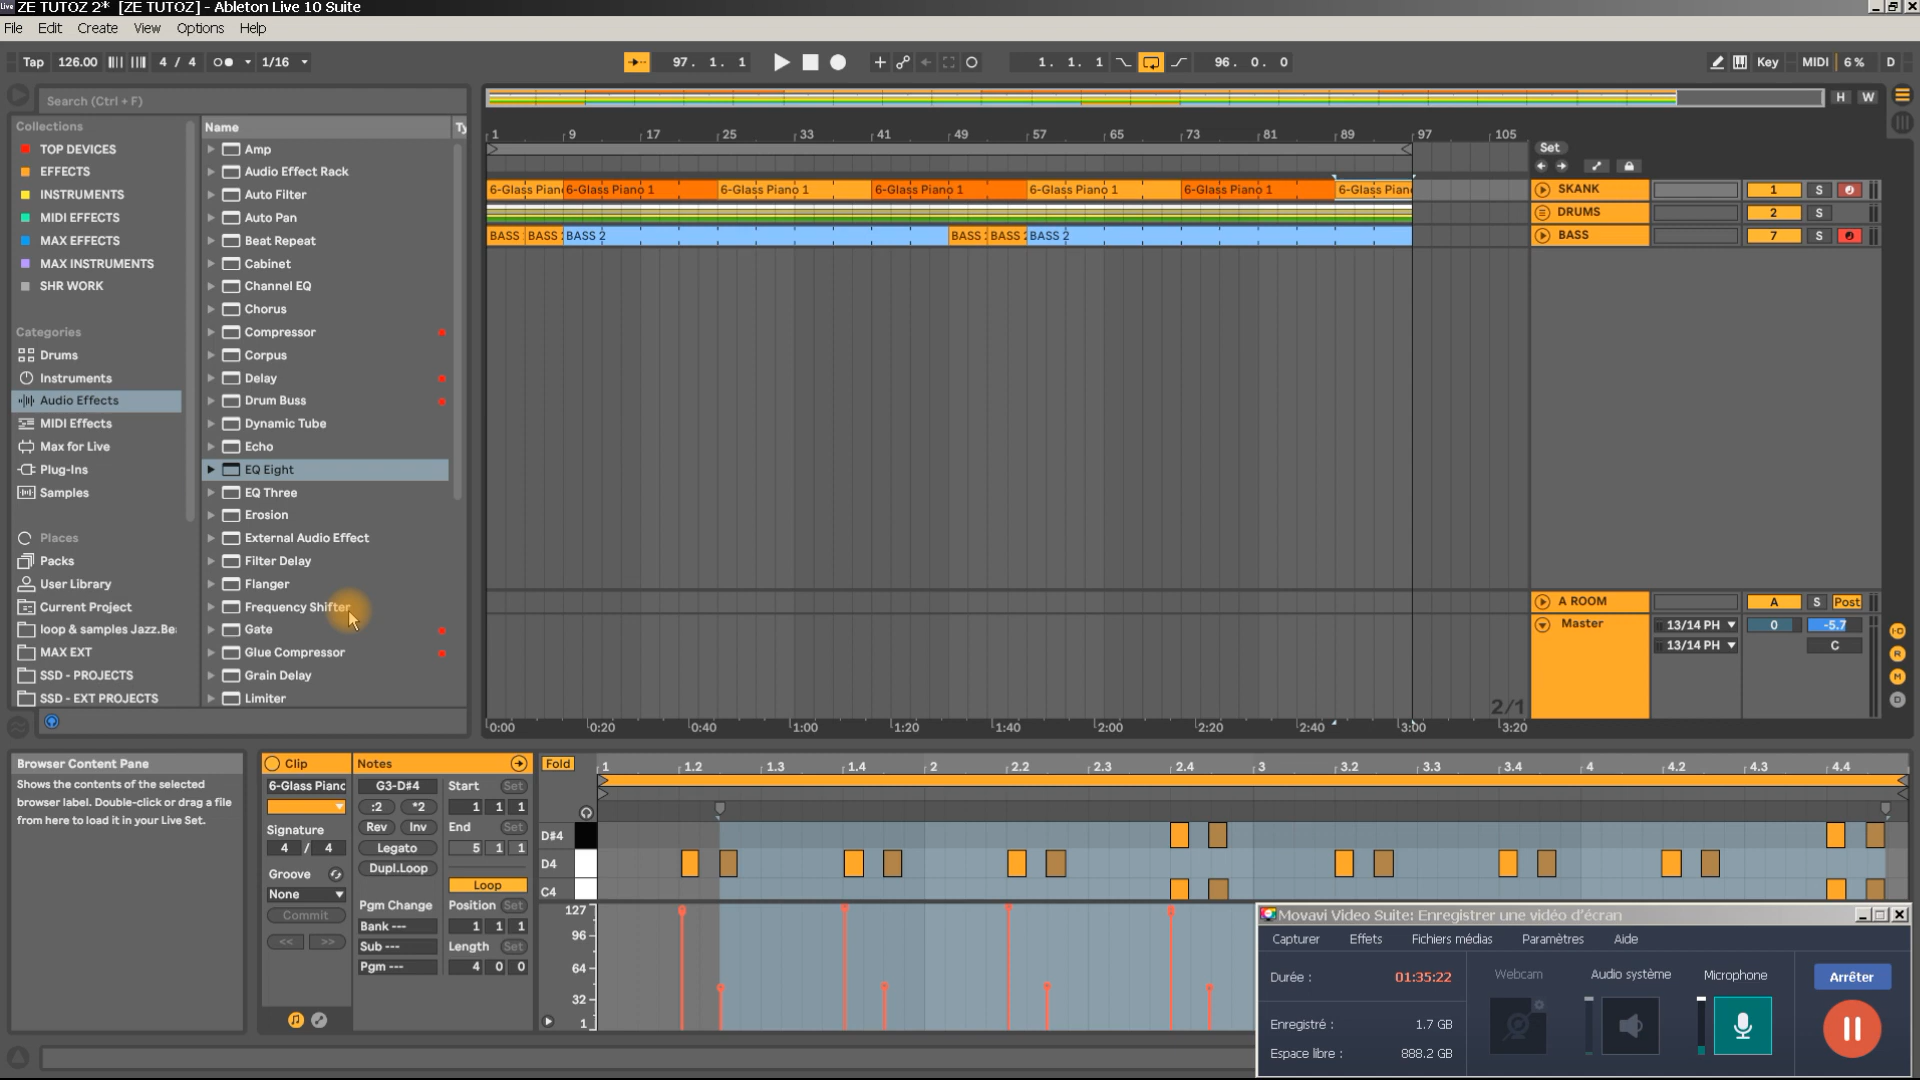 ZE TUTOZ 2*  [ZE TUTOZ] - Ableton Live 10 Suite
File Edit Create View Options Help
Tap 126.00 4 / 4 1/16 97. 1. 1 1. 1. 1 96. 0. 0 Key MIDI 6 % D
Search (Ctrl + F)
H W
Collections
TOP DEVICES
EFFECTS
INSTRUMENTS
MIDI EFFECTS
MAX EFFECTS
MAX INSTRUMENTS
SHR WORK
Categories
Drums
Instruments
Audio Effects
MIDI Effects
Max for Live
Plug-Ins
Samples
Places
Packs
User Library
Current Project
loop & samples Jazz.Be
MAX EXT
SSD - PROJECTS
SSD - EXT PROJECTS
Name Ty
Amp
Audio Effect Rack
Auto Filter
Auto Pan
Beat Repeat
Cabinet
Channel EQ
Chorus
Compressor
Corpus
Delay
Drum Buss
Dynamic Tube
Echo
EQ Eight
EQ Three
Erosion
External Audio Effect
Filter Delay
Flanger
Frequency Shifter
Gate
Glue Compressor
Grain Delay
Limiter
1 9 17 25 33 41 49 57 65 73 81 89 97 105
Set
6-Glass Pian 6-Glass Piano 1 6-Glass Piano 1 6-Glass Piano 1 6-Glass Piano 1 6-Glass Piano 1 6-Glass Pian
SKANK 1 S
DRUMS 2 S
BASS BASS BASS 2 BASS BASS BASS 2
BASS 7 S
A ROOM A S Post
Master 13/14 PH 0 -5.7
13/14 PH C
2/1
0:00 0:20 0:40 1:00 1:20 1:40 2:00 2:20 2:40 3:00 3:20
Browser Content Pane
Shows the contents of the selected
browser label. Double-click or drag a file
from here to load it in your Live Set.
Clip
6-Glass Piano
Signature
4 / 4
Groove
None
Commit
<< >>
Notes
G3-D#4 Start Set
:2 *2 1 1 1
Rev Inv End Set
Legato 5 1 1
Dupl.Loop
Loop
Pgm Change Position Set
Bank --- 1 1 1
Sub --- Length Set
Pgm --- 4 0 0
Fold 1 1.2 1.3 1.4 2 2.2 2.3 2.4 3 3.2 3.3 3.4 4 4.2 4.3 4.4
D#4
D4
C4
127
96
64
32
1
Movavi Video Suite: Enregistrer une vidéo d'écran
Capturer Effets Fichiers médias Paramètres Aide
Durée : 01:35:22 Webcam Audio système Microphone Arrêter
Enregistré : 1.7 GB
Espace libre : 888.2 GB